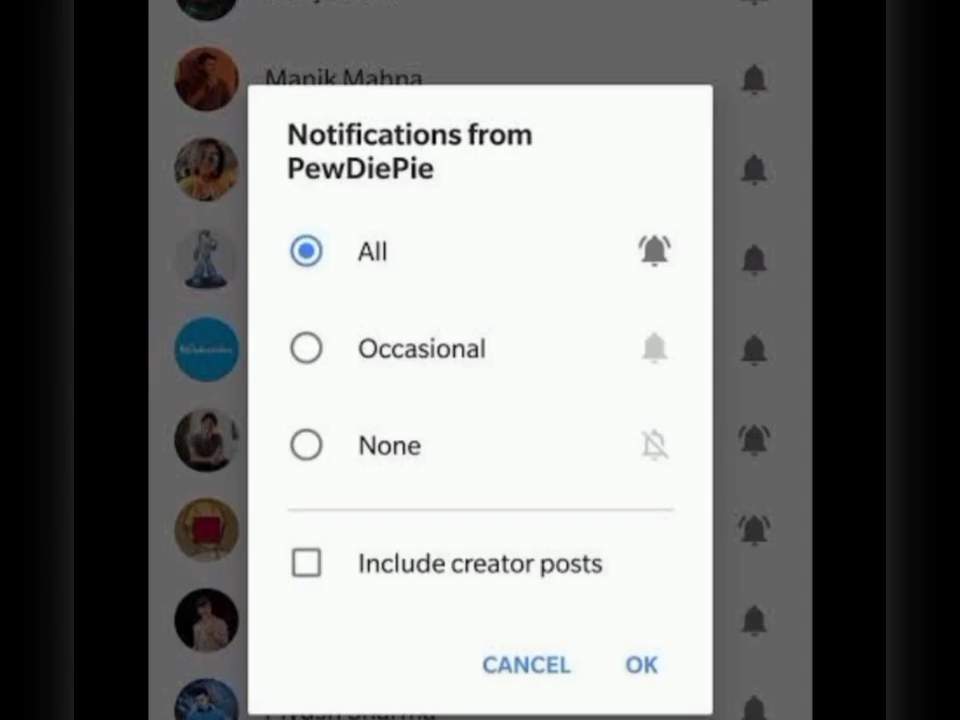 Manik Mahna
Notifications from
PewDiePie
All
Occasional
None
Include creator posts
CANCEL
OK